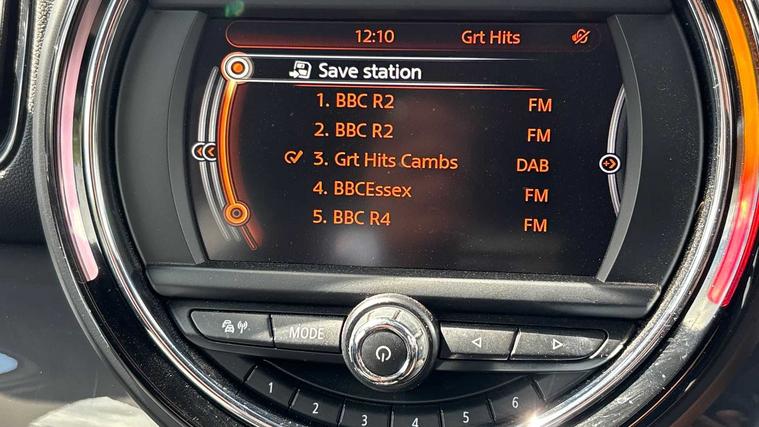 12:10 Grt Hits
Save station
1. BBC R2 FM
2. BBC R2 FM
3. Grt Hits Cambs DAB
4. BBCEssex FM
5. BBC R4 FM
MODE
1 2 3 4 5 6